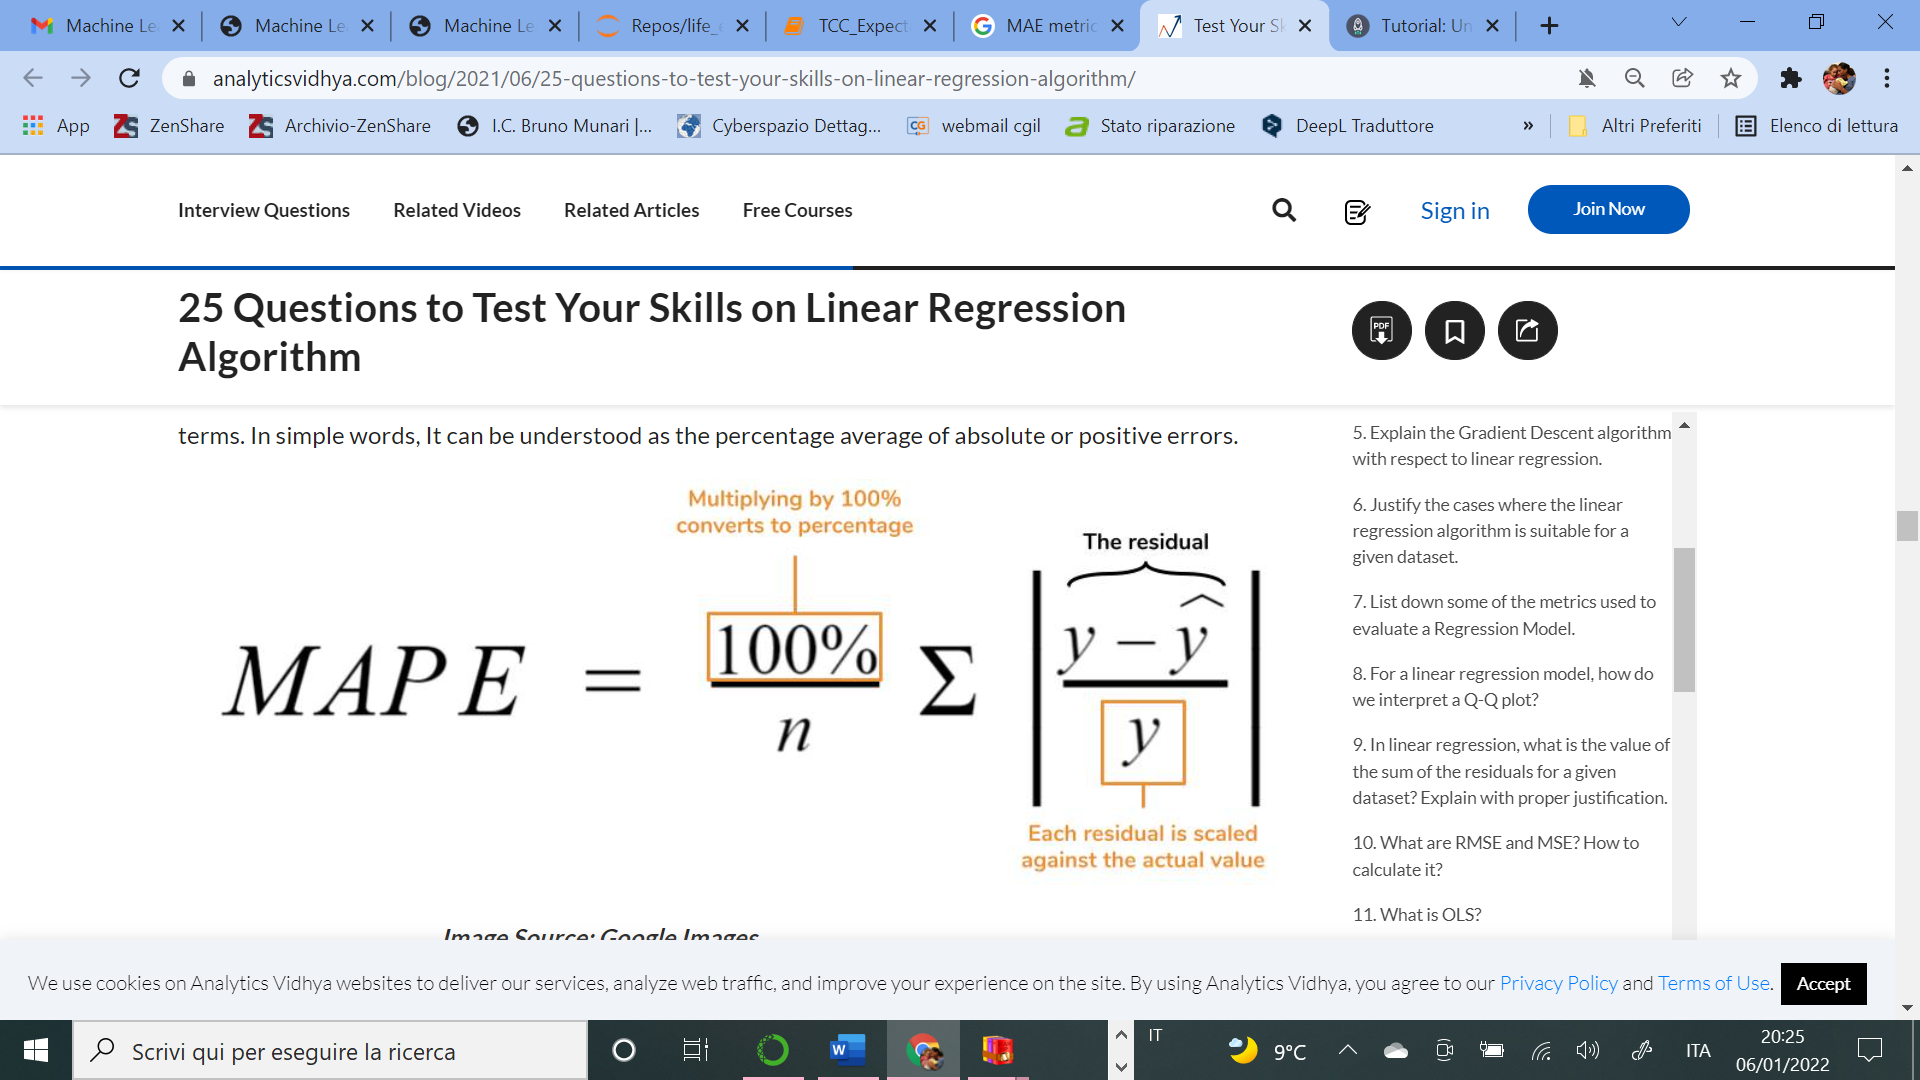 Machine Le
Machine Le
Machine Le
Repos/life_e
TCC_Expect
MAE metric
Test Your Sk
Tutorial: Un
analyticsvidhya.com/blog/2021/06/25-questions-to-test-your-skills-on-linear-regression-algorithm/
App
ZenShare
Archivio-ZenShare
I.C. Bruno Munari |...
Cyberspazio Dettag...
CG webmail cgil
Stato riparazione
DeepL Traduttore
»
Altri Preferiti
Elenco di lettura
Interview Questions
Related Videos
Related Articles
Free Courses
Sign in
Join Now
25 Questions to Test Your Skills on Linear Regression
Algorithm
PDF
terms. In simple words, It can be understood as the percentage average of absolute or positive errors.
Multiplying by 100%
converts to percentage
The residual
MAPE = 100% / n Σ | y − ŷ / y |
Each residual is scaled
against the actual value
Image Source: Google Images
5. Explain the Gradient Descent algorithm
with respect to linear regression.
6. Justify the cases where the linear
regression algorithm is suitable for a
given dataset.
7. List down some of the metrics used to
evaluate a Regression Model.
8. For a linear regression model, how do
we interpret a Q-Q plot?
9. In linear regression, what is the value of
the sum of the residuals for a given
dataset? Explain with proper justification.
10. What are RMSE and MSE? How to
calculate it?
11. What is OLS?
We use cookies on Analytics Vidhya websites to deliver our services, analyze web traffic, and improve your experience on the site. By using Analytics Vidhya, you agree to our Privacy Policy and Terms of Use.
Accept
Scrivi qui per eseguire la ricerca
W
IT
9°C
ITA
20:25
06/01/2022